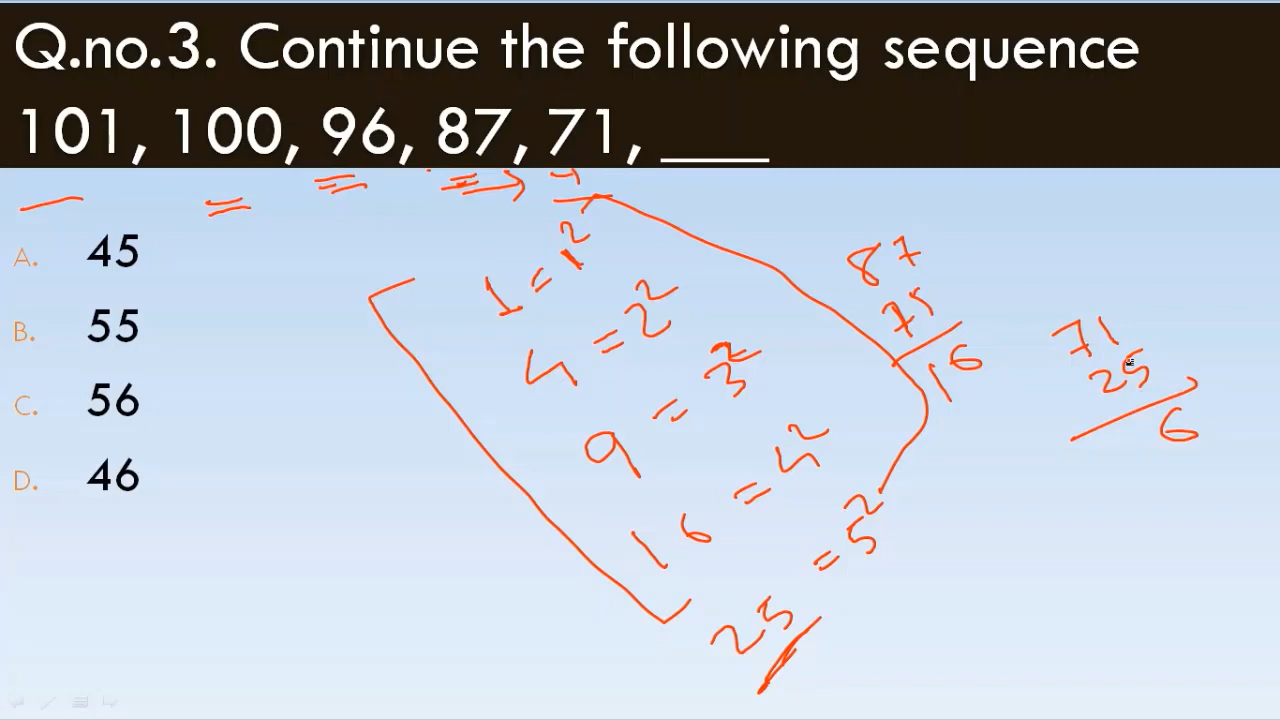 Q.no.3. Continue the following sequence
101, 100, 96, 87, 71, ____
A. 45
B. 55
C. 56
D. 46
1 = 1²
4 = 2²
9 = 3²
16 = 4²
25 = 5²
87
71
16
71
25
6